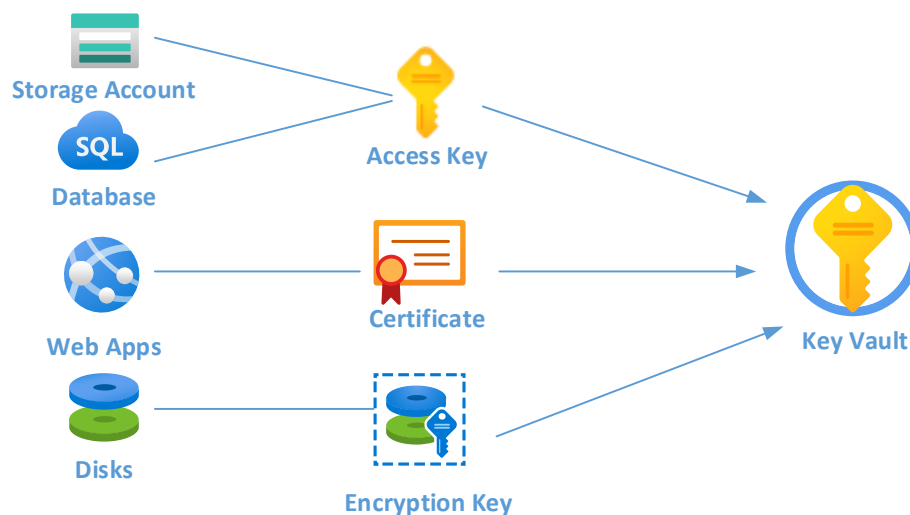 Storage Account
SQL
Database
Access Key
Web Apps
Certificate
Key Vault
Disks
Encryption Key